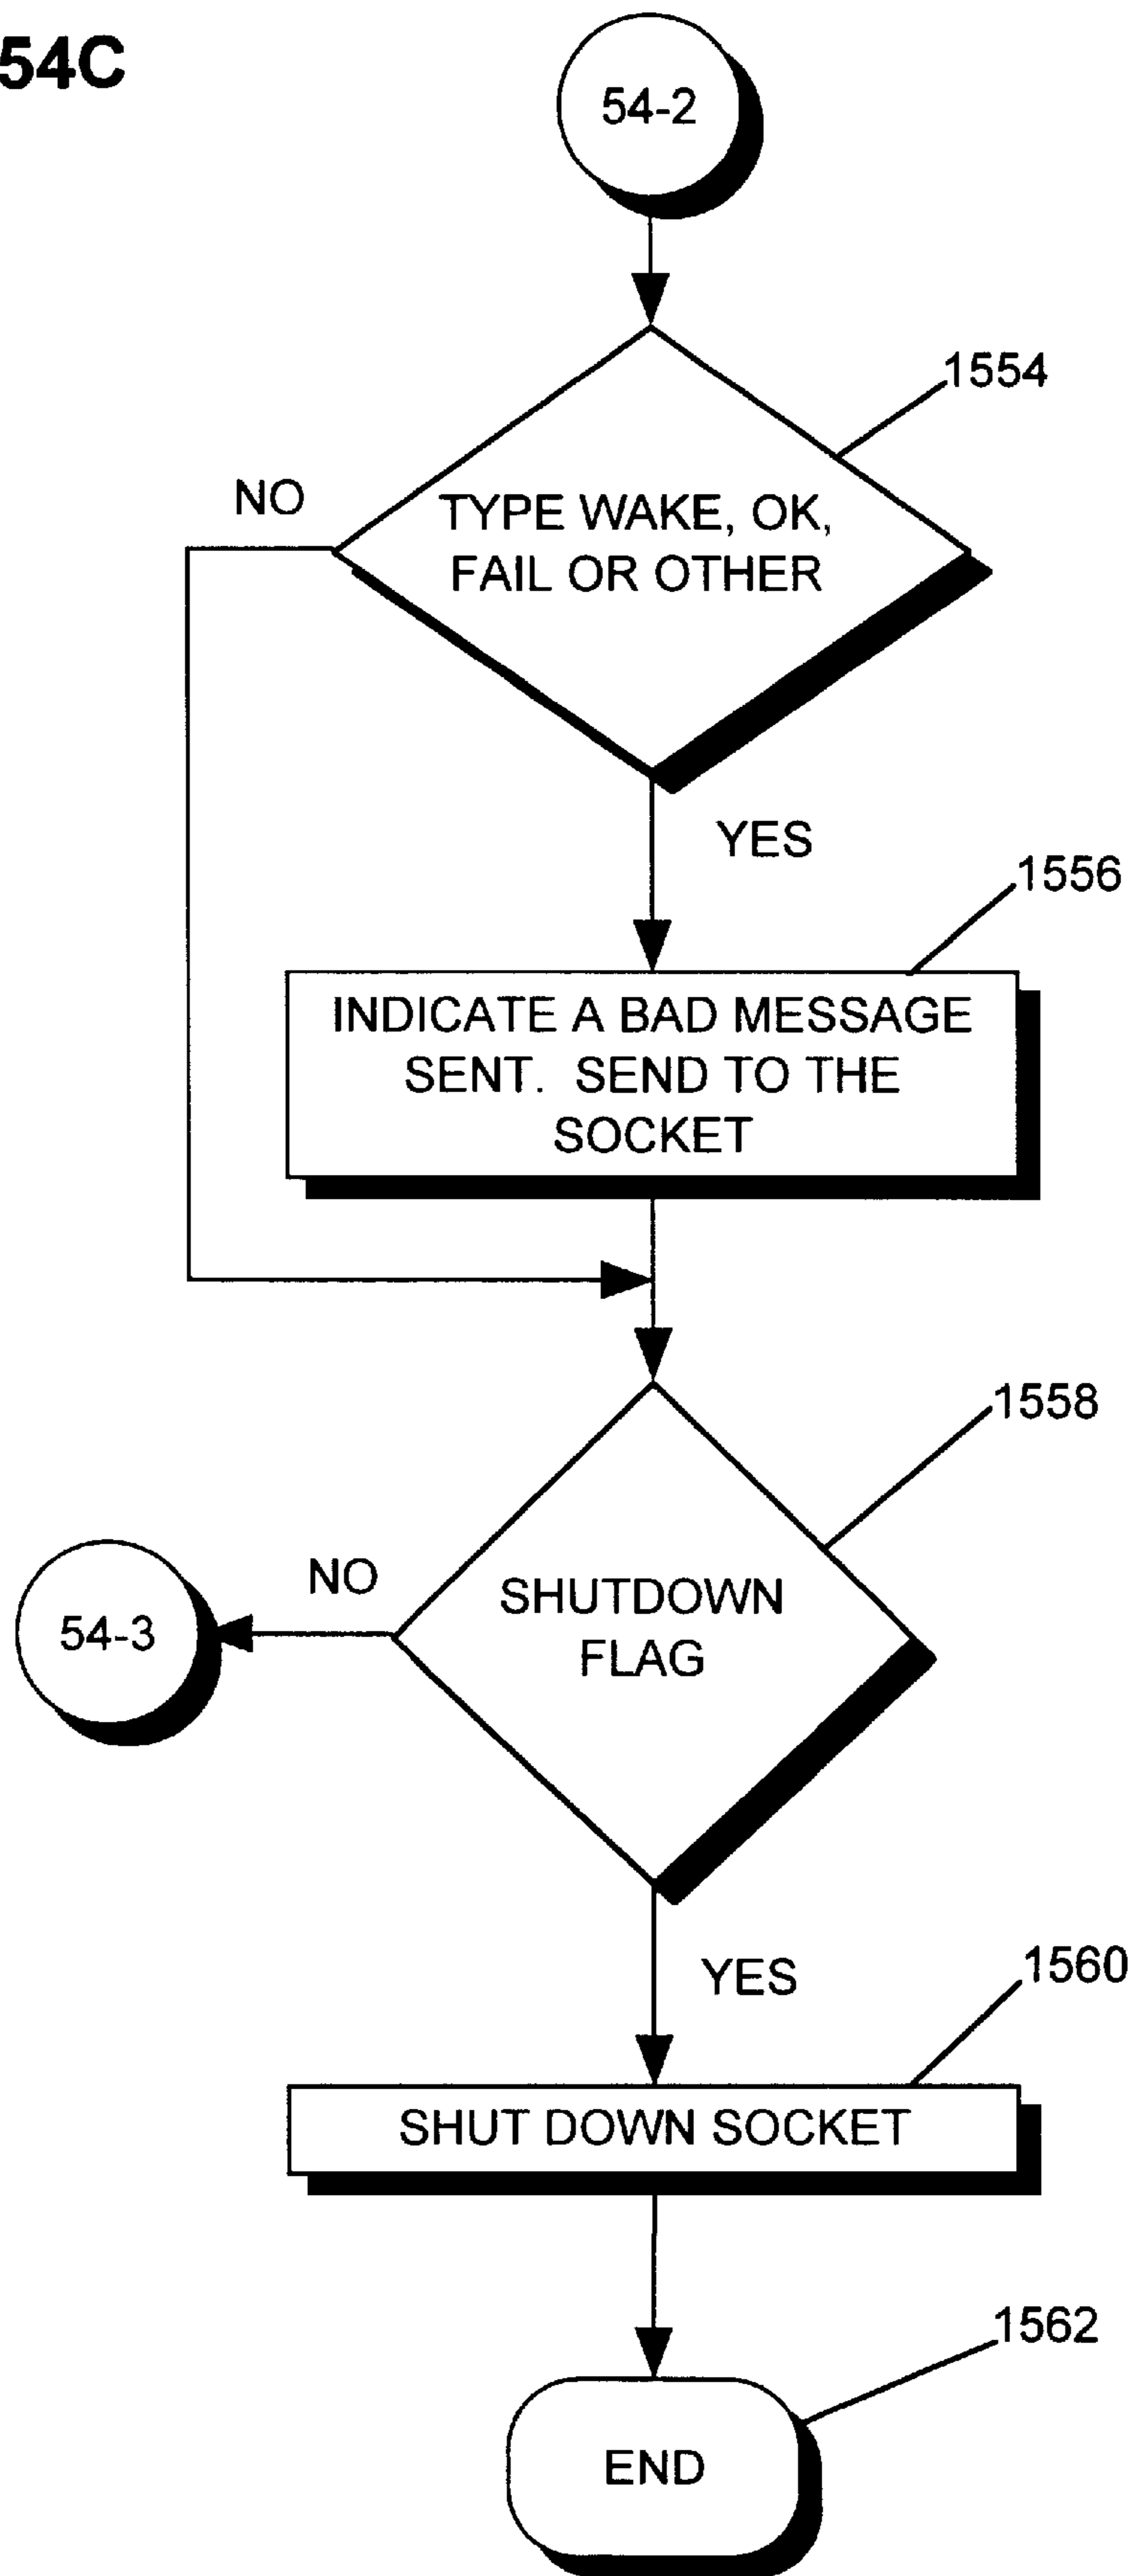 54C
54-2
1554
NO
TYPE WAKE, OK,
FAIL OR OTHER
YES
1556
INDICATE A BAD MESSAGE
SENT. SEND TO THE
SOCKET
1558
NO
SHUTDOWN
FLAG
54-3
YES
1560
SHUT DOWN SOCKET
1562
END